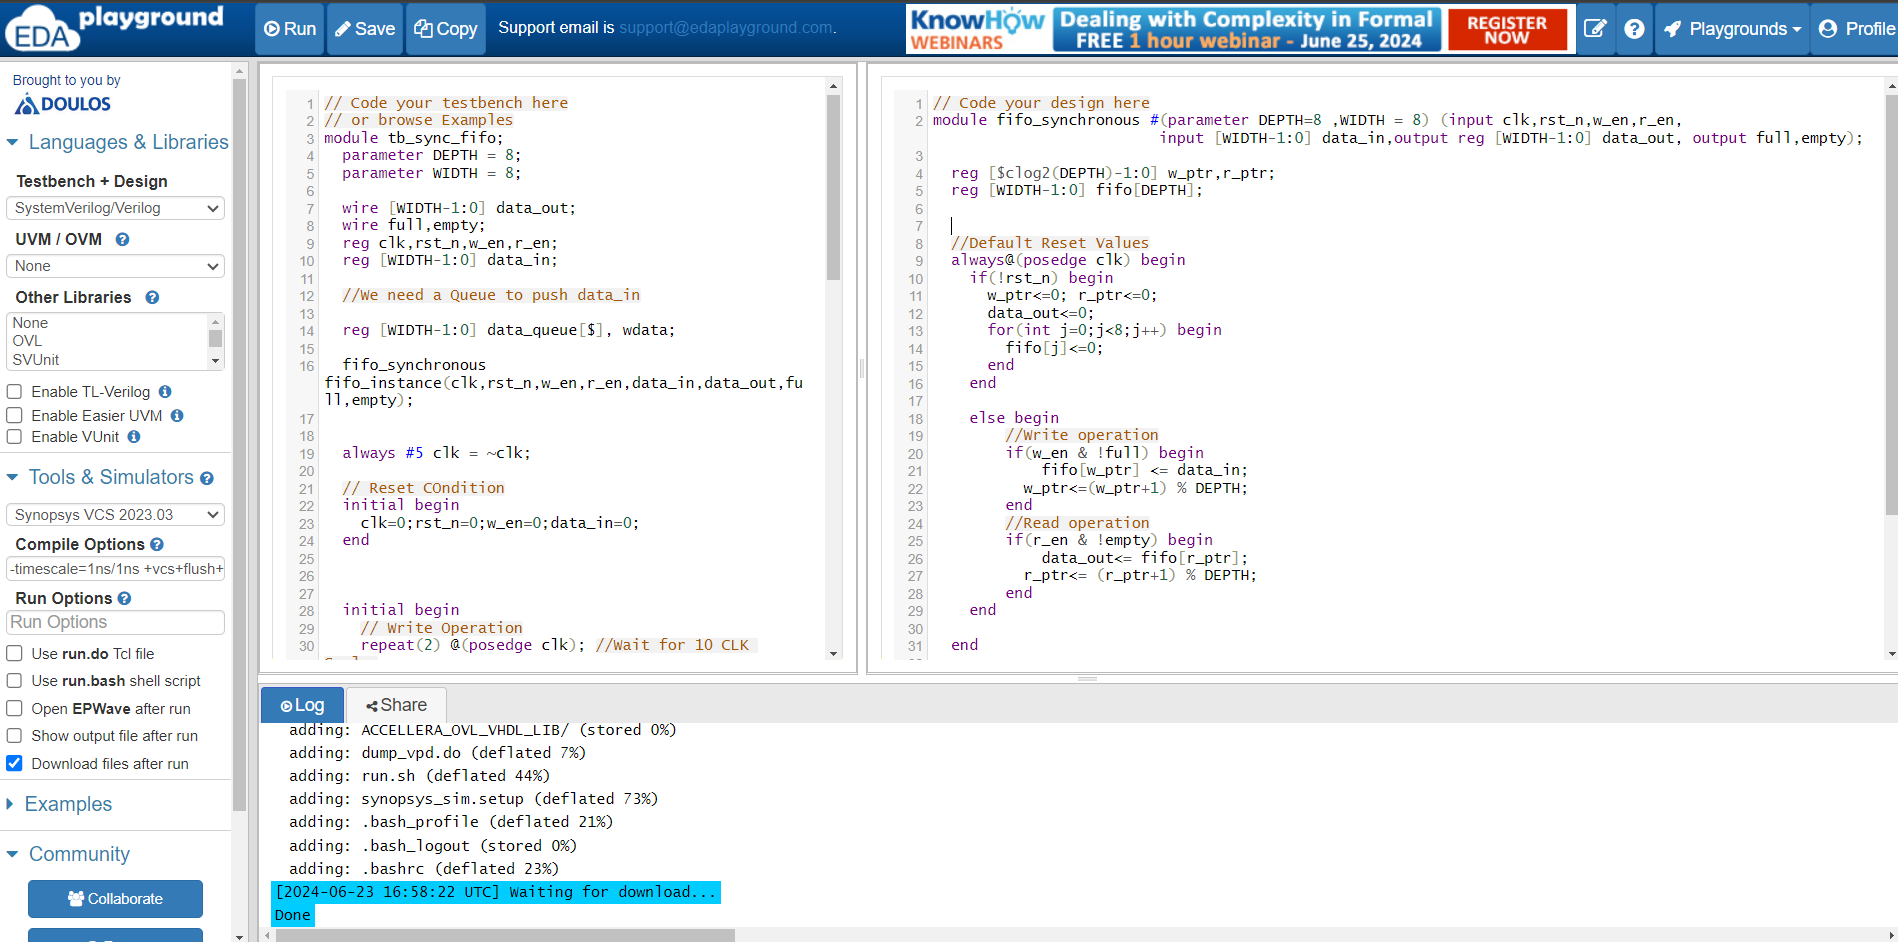 EDA playground
Run
Save
Copy
Support email is support@edaplayground.com.
KnowHow
WEBINARS
Dealing with Complexity in Formal
FREE 1 hour webinar - June 25, 2024
REGISTER
NOW
Playgrounds
Profile
Brought to you by
DOULOS
Languages & Libraries
Testbench + Design
SystemVerilog/Verilog
UVM / OVM
None
Other Libraries
None
OVL
SVUnit
Enable TL-Verilog
Enable Easier UVM
Enable VUnit
Tools & Simulators
Synopsys VCS 2023.03
Compile Options
-timescale=1ns/1ns +vcs+flush+
Run Options
Run Options
Use run.do Tcl file
Use run.bash shell script
Open EPWave after run
Show output file after run
Download files after run
Examples
Community
Collaborate
1 // Code your testbench here
2 // or browse Examples
3 module tb_sync_fifo;
4 parameter DEPTH = 8;
5 parameter WIDTH = 8;
6
7 wire [WIDTH-1:0] data_out;
8 wire full,empty;
9 reg clk,rst_n,w_en,r_en;
10 reg [WIDTH-1:0] data_in;
11
12 //We need a Queue to push data_in
13
14 reg [WIDTH-1:0] data_queue[$], wdata;
15
16 fifo_synchronous
fifo_instance(clk,rst_n,w_en,r_en,data_in,data_out,fu
ll,empty);
17
18
19 always #5 clk = ~clk;
20
21 // Reset COndition
22 initial begin
23 clk=0;rst_n=0;w_en=0;data_in=0;
24 end
25
26
27
28 initial begin
29 // Write Operation
30 repeat(2) @(posedge clk); //Wait for 10 CLK
1 // Code your design here
2 module fifo_synchronous #(parameter DEPTH=8 ,WIDTH = 8) (input clk,rst_n,w_en,r_en,
input [WIDTH-1:0] data_in,output reg [WIDTH-1:0] data_out, output full,empty);
3
4 reg [$clog2(DEPTH)-1:0] w_ptr,r_ptr;
5 reg [WIDTH-1:0] fifo[DEPTH];
6
7
8 //Default Reset Values
9 always@(posedge clk) begin
10 if(!rst_n) begin
11 w_ptr<=0; r_ptr<=0;
12 data_out<=0;
13 for(int j=0;j<8;j++) begin
14 fifo[j]<=0;
15 end
16 end
17
18 else begin
19 //Write operation
20 if(w_en & !full) begin
21 fifo[w_ptr] <= data_in;
22 w_ptr<=(w_ptr+1) % DEPTH;
23 end
24 //Read operation
25 if(r_en & !empty) begin
26 data_out<= fifo[r_ptr];
27 r_ptr<= (r_ptr+1) % DEPTH;
28 end
29 end
30
31 end
Log
Share
adding: ACCELLERA_OVL_VHDL_LIB/ (stored 0%)
adding: dump_vpd.do (deflated 7%)
adding: run.sh (deflated 44%)
adding: synopsys_sim.setup (deflated 73%)
adding: .bash_profile (deflated 21%)
adding: .bash_logout (stored 0%)
adding: .bashrc (deflated 23%)
[2024-06-23 16:58:22 UTC] Waiting for download...
Done